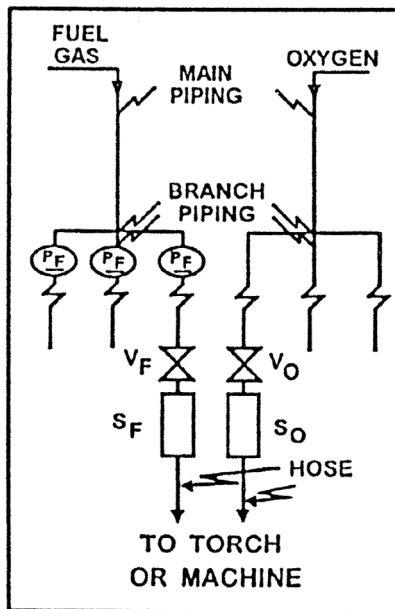 FUEL
GAS
OXYGEN
MAIN
PIPING
BRANCH
PIPING
PF PF PF
VF VO
SF SO
HOSE
TO TORCH
OR MACHINE